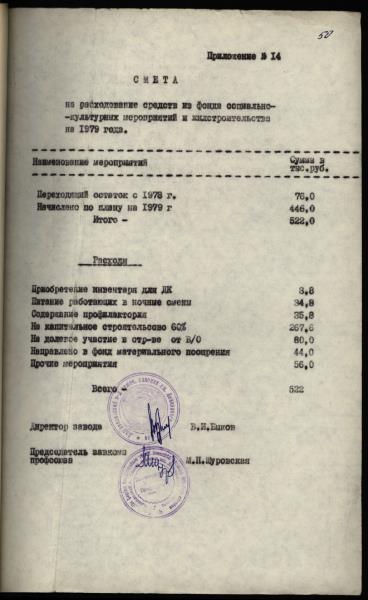 50
Приложение № 14
СМЕТА
на расходование средств из фонда социально-
-культурных мероприятий и жилстроительства
на 1979 года.
Наименование мероприятий Сумма в
тыс.руб.
Переходящий остаток с 1978 г. 76,0
Начислено по плану на 1979 г 446,0
Итого - 522,0
Расходы
Приобретение инвентаря для ДК 3,8
Питание работающих в ночные смены 34,8
Содержание профилактория 35,8
На капитальное строительсово 60% 267,6
На долевое участие в стр-ве от В/О 80,0
Направлено в фонд материального поощрения 44,0
Прочие мероприятия 56,0
Всего - 522
Директор завода В.И.Быков
Председатель завкома
профсоюза М.П.Щуровская